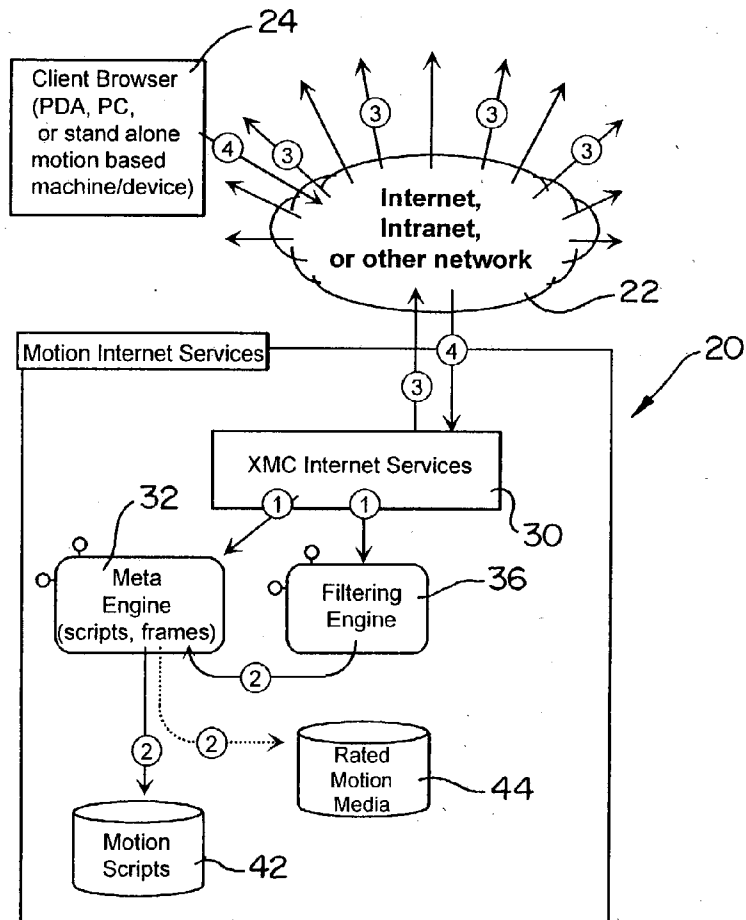 24
Client Browser
(PDA, PC,
or stand alone
motion based
machine/device)
4
3
3
3
3
Internet,
Intranet,
or other network
22
Motion Internet Services
3
4
20
XMC Internet Services
30
1
1
32
Meta
Engine
(scripts, frames)
Filtering
Engine
36
2
2
2
Rated
Motion
Media
44
Motion
Scripts
42